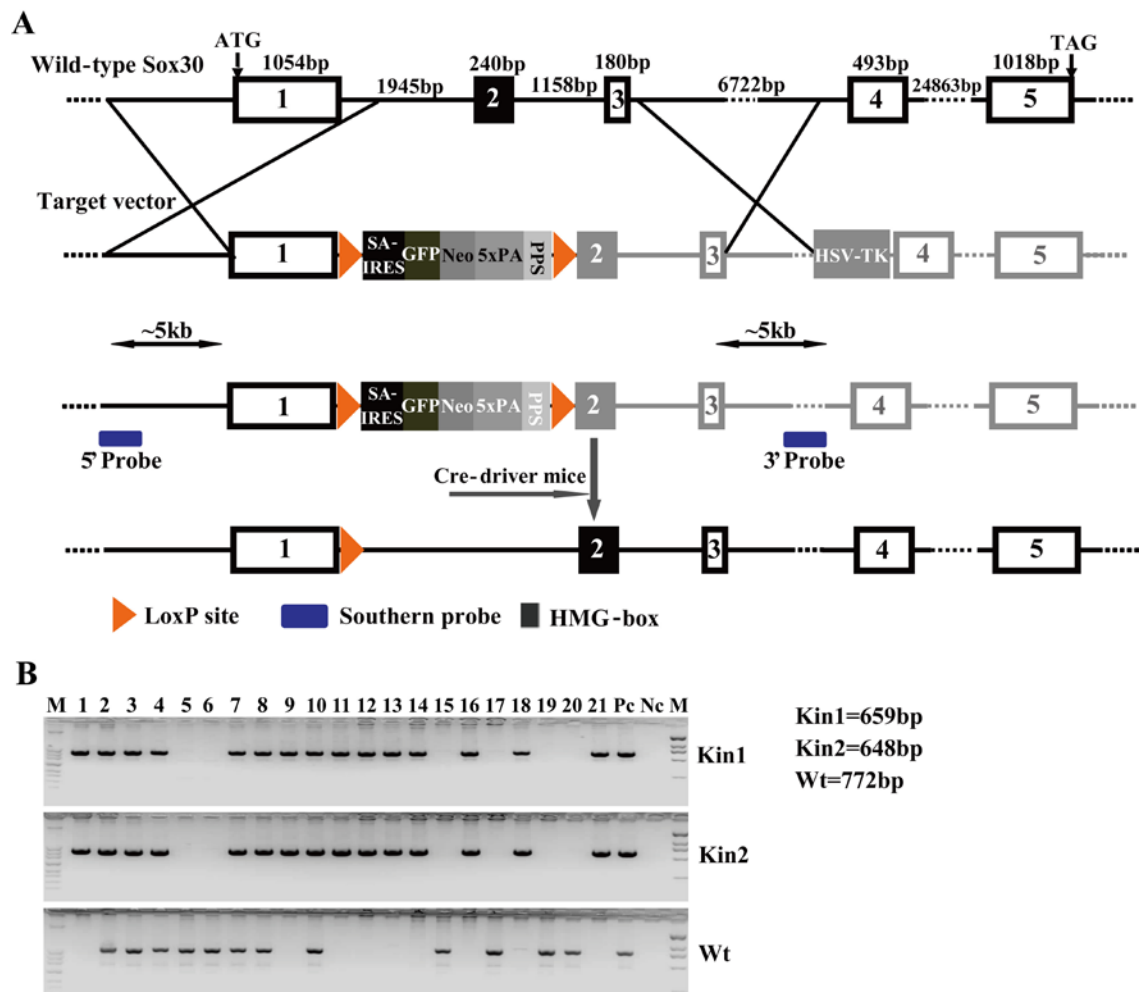 A
ATG
TAG
Wild-type Sox30
1054bp
1945bp
240bp
1158bp
180bp
6722bp
493bp
24863bp
1018bp
1
2
3
4
5
Target vector
1
SA-
IRES
GFP
Neo
5xPA
PPS
2
3
HSV-TK
4
5
~5kb
~5kb
1
SA-
IRES
GFP
Neo
5xPA
PPS
2
3
4
5
5' Probe
3' Probe
Cre-driver mice
1
2
3
4
5
LoxP site
Southern probe
HMG-box
B
M 1 2 3 4 5 6 7 8 9 10 11 12 13 14 15 16 17 18 19 20 21 Pc Nc M
Kin1
Kin2
Wt
Kin1=659bp
Kin2=648bp
Wt=772bp